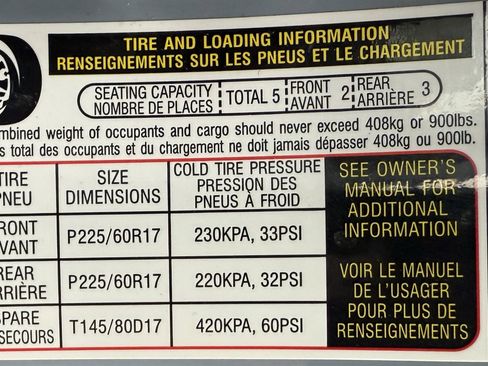 TIRE AND LOADING INFORMATION
RENSEIGNEMENTS SUR LES PNEUS ET LE CHARGEMENT
SEATING CAPACITY
NOMBRE DE PLACES
TOTAL 5
FRONT
AVANT
2
REAR
ARRIÈRE
3
ombined weight of occupants and cargo should never exceed 408kg or 900lbs.
s total des occupants et du chargement ne doit jamais dépasser 408kg ou 900lb.
TIRE
PNEU
SIZE
DIMENSIONS
COLD TIRE PRESSURE
PRESSION DES
PNEUS À FROID
SEE OWNER'S
MANUAL FOR
ADDITIONAL
INFORMATION
FRONT
AVANT
P225/60R17
230KPA, 33PSI
REAR
ARRIÈRE
P225/60R17
220KPA, 32PSI
VOIR LE MANUEL
DE L'USAGER
POUR PLUS DE
RENSEIGNEMENTS
SPARE
SECOURS
T145/80D17
420KPA, 60PSI